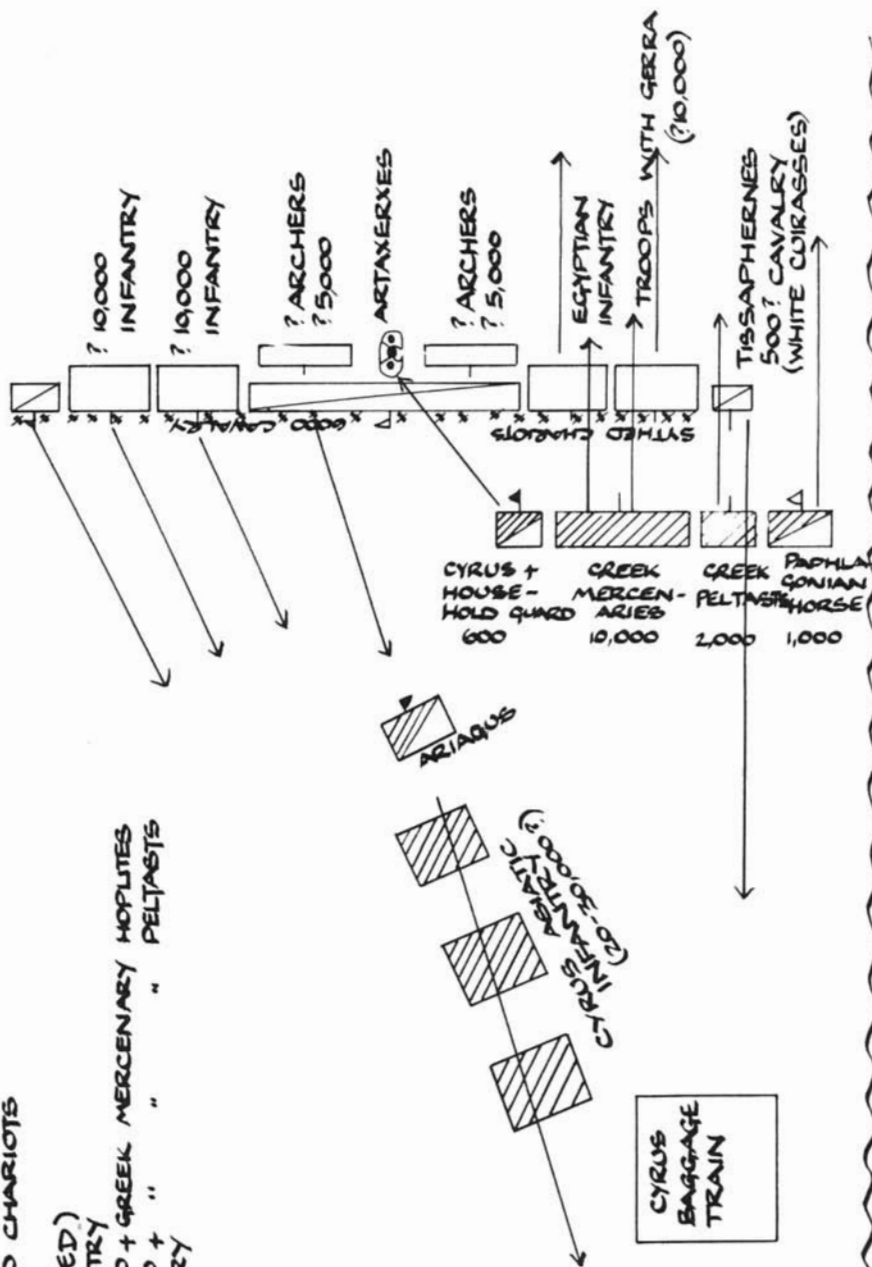 ? 10,000
INFANTRY
? 10,000
INFANTRY
? ARCHERS
? 5,000
ARTAXERXES
? ARCHERS
? 5,000
EGYPTIAN
INFANTRY
TROOPS WITH GERRA
(?10,000)
TISSAPHERNES
500? CAVALRY
(WHITE CUIRASSES)
6000 CAVALRY
SYTHED CHARIOTS
CYRUS +
HOUSE-
HOLD GUARD
600
GREEK
MERCEN-
ARIES
10,000
GREEK
PELTASTS
2,000
PAPHLA
GONIAN
HORSE
1,000
ARIAEUS
CYRUS ASIATIC
INFANTRY
(20-30,000?)
CYRUS
BAGGAGE
TRAIN
CHARIOTS
ED)
TRY
+ GREEK MERCENARY HOPLITES
+ " " " PELTASTS
RY